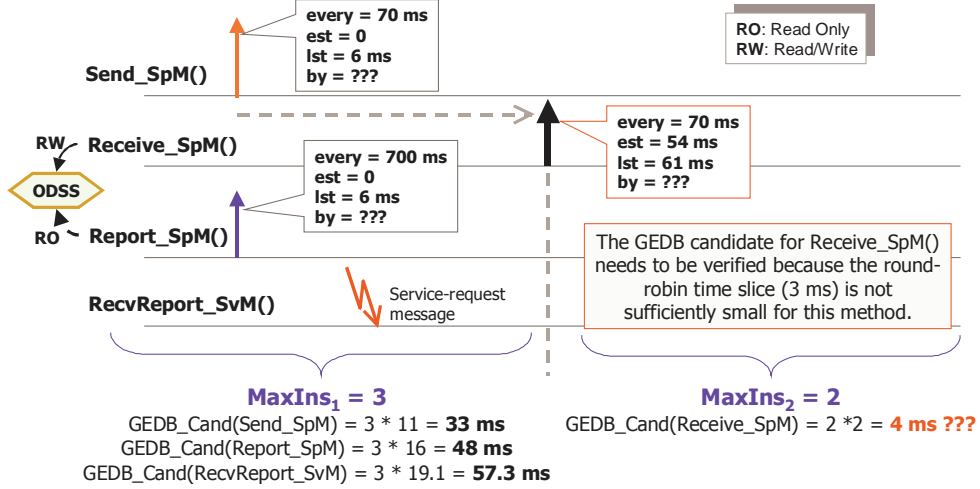 every = 70 ms
est = 0
lst = 6 ms
by = ???
RO: Read Only
RW: Read/Write
Send_SpM()
RW
Receive_SpM()
every = 70 ms
est = 54 ms
lst = 61 ms
by = ???
every = 700 ms
est = 0
lst = 6 ms
by = ???
ODSS
RO
Report_SpM()
The GEDB candidate for Receive_SpM()
needs to be verified because the round-
robin time slice (3 ms) is not
sufficiently small for this method.
RecvReport_SvM()
Service-request
message
MaxIns1 = 3
GEDB_Cand(Send_SpM) = 3 * 11 = 33 ms
GEDB_Cand(Report_SpM) = 3 * 16 = 48 ms
GEDB_Cand(RecvReport_SvM) = 3 * 19.1 = 57.3 ms
MaxIns2 = 2
GEDB_Cand(Receive_SpM) = 2 *2 = 4 ms ???